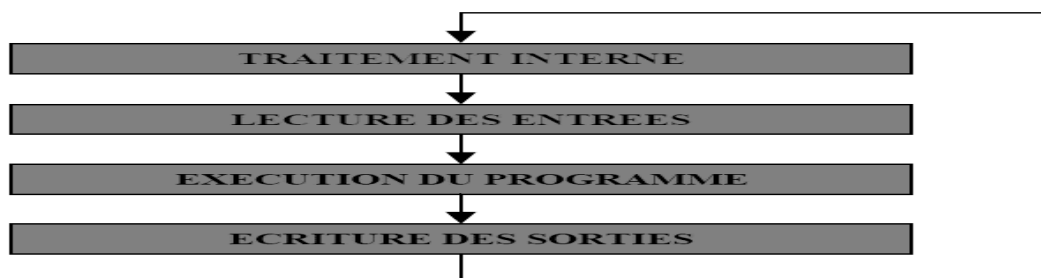 TRAITEMENT INTERNE
LECTURE DES ENTREES
EXECUTION DU PROGRAMME
ECRITURE DES SORTIES